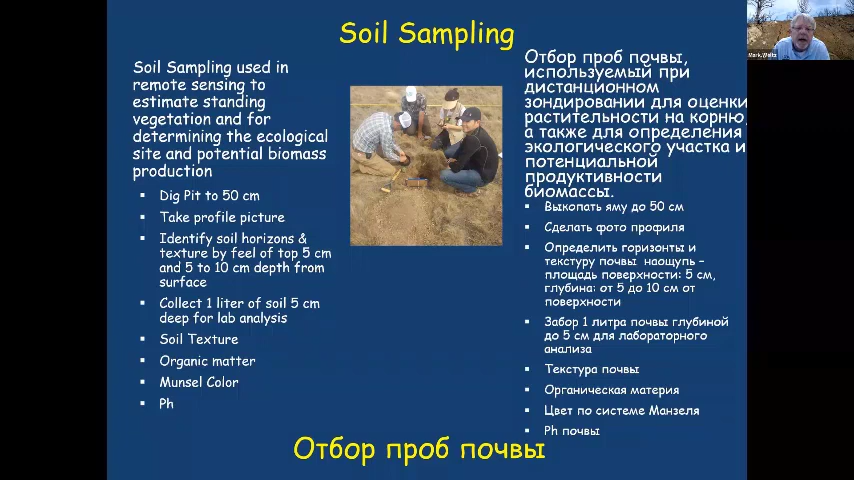 Soil Sampling
Soil Sampling used in
remote sensing to
estimate standing
vegetation and for
determining the ecological
site and potential biomass
production
▪ Dig Pit to 50 cm
▪ Take profile picture
▪ Identify soil horizons &
texture by feel of top 5 cm
and 5 to 10 cm depth from
surface
▪ Collect 1 liter of soil 5 cm
deep for lab analysis
▪ Soil Texture
▪ Organic matter
▪ Munsel Color
▪ Ph
Отбор проб почвы,
используемый при
дистанционном
зондировании для оценки
растительности на корню,
а также для определения
экологического участка и
потенциальной
продуктивности
биомассы.
▪ Выкопать яму до 50 см
▪ Сделать фото профиля
▪ Определить горизонты и
текстуру почвы наощупь –
площадь поверхности: 5 см,
глубина: от 5 до 10 см от
поверхности
▪ Забор 1 литра почвы глубиной
до 5 см для лабораторного
анализа
▪ Текстура почвы
▪ Органическая материя
▪ Цвет по системе Манзеля
▪ Ph почвы
Отбор проб почвы
Mark.Weltz